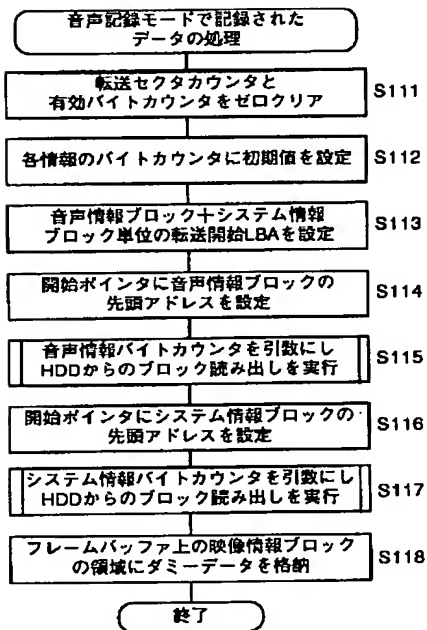 音声記録モードで記録された
データの処理
転送セクタカウンタと
有効バイトカウンタをゼロクリア
S111
各情報のバイトカウンタに初期値を設定
S112
音声情報ブロック＋システム情報
ブロック単位の転送開始LBAを設定
S113
開始ポインタに音声情報ブロックの
先頭アドレスを設定
S114
音声情報バイトカウンタを引数にし
HDDからのブロック読み出しを実行
S115
開始ポインタにシステム情報ブロックの
先頭アドレスを設定
S116
システム情報バイトカウンタを引数にし
HDDからのブロック読み出しを実行
S117
フレームバッファ上の映像情報ブロック
の領域にダミーデータを格納
S118
終了